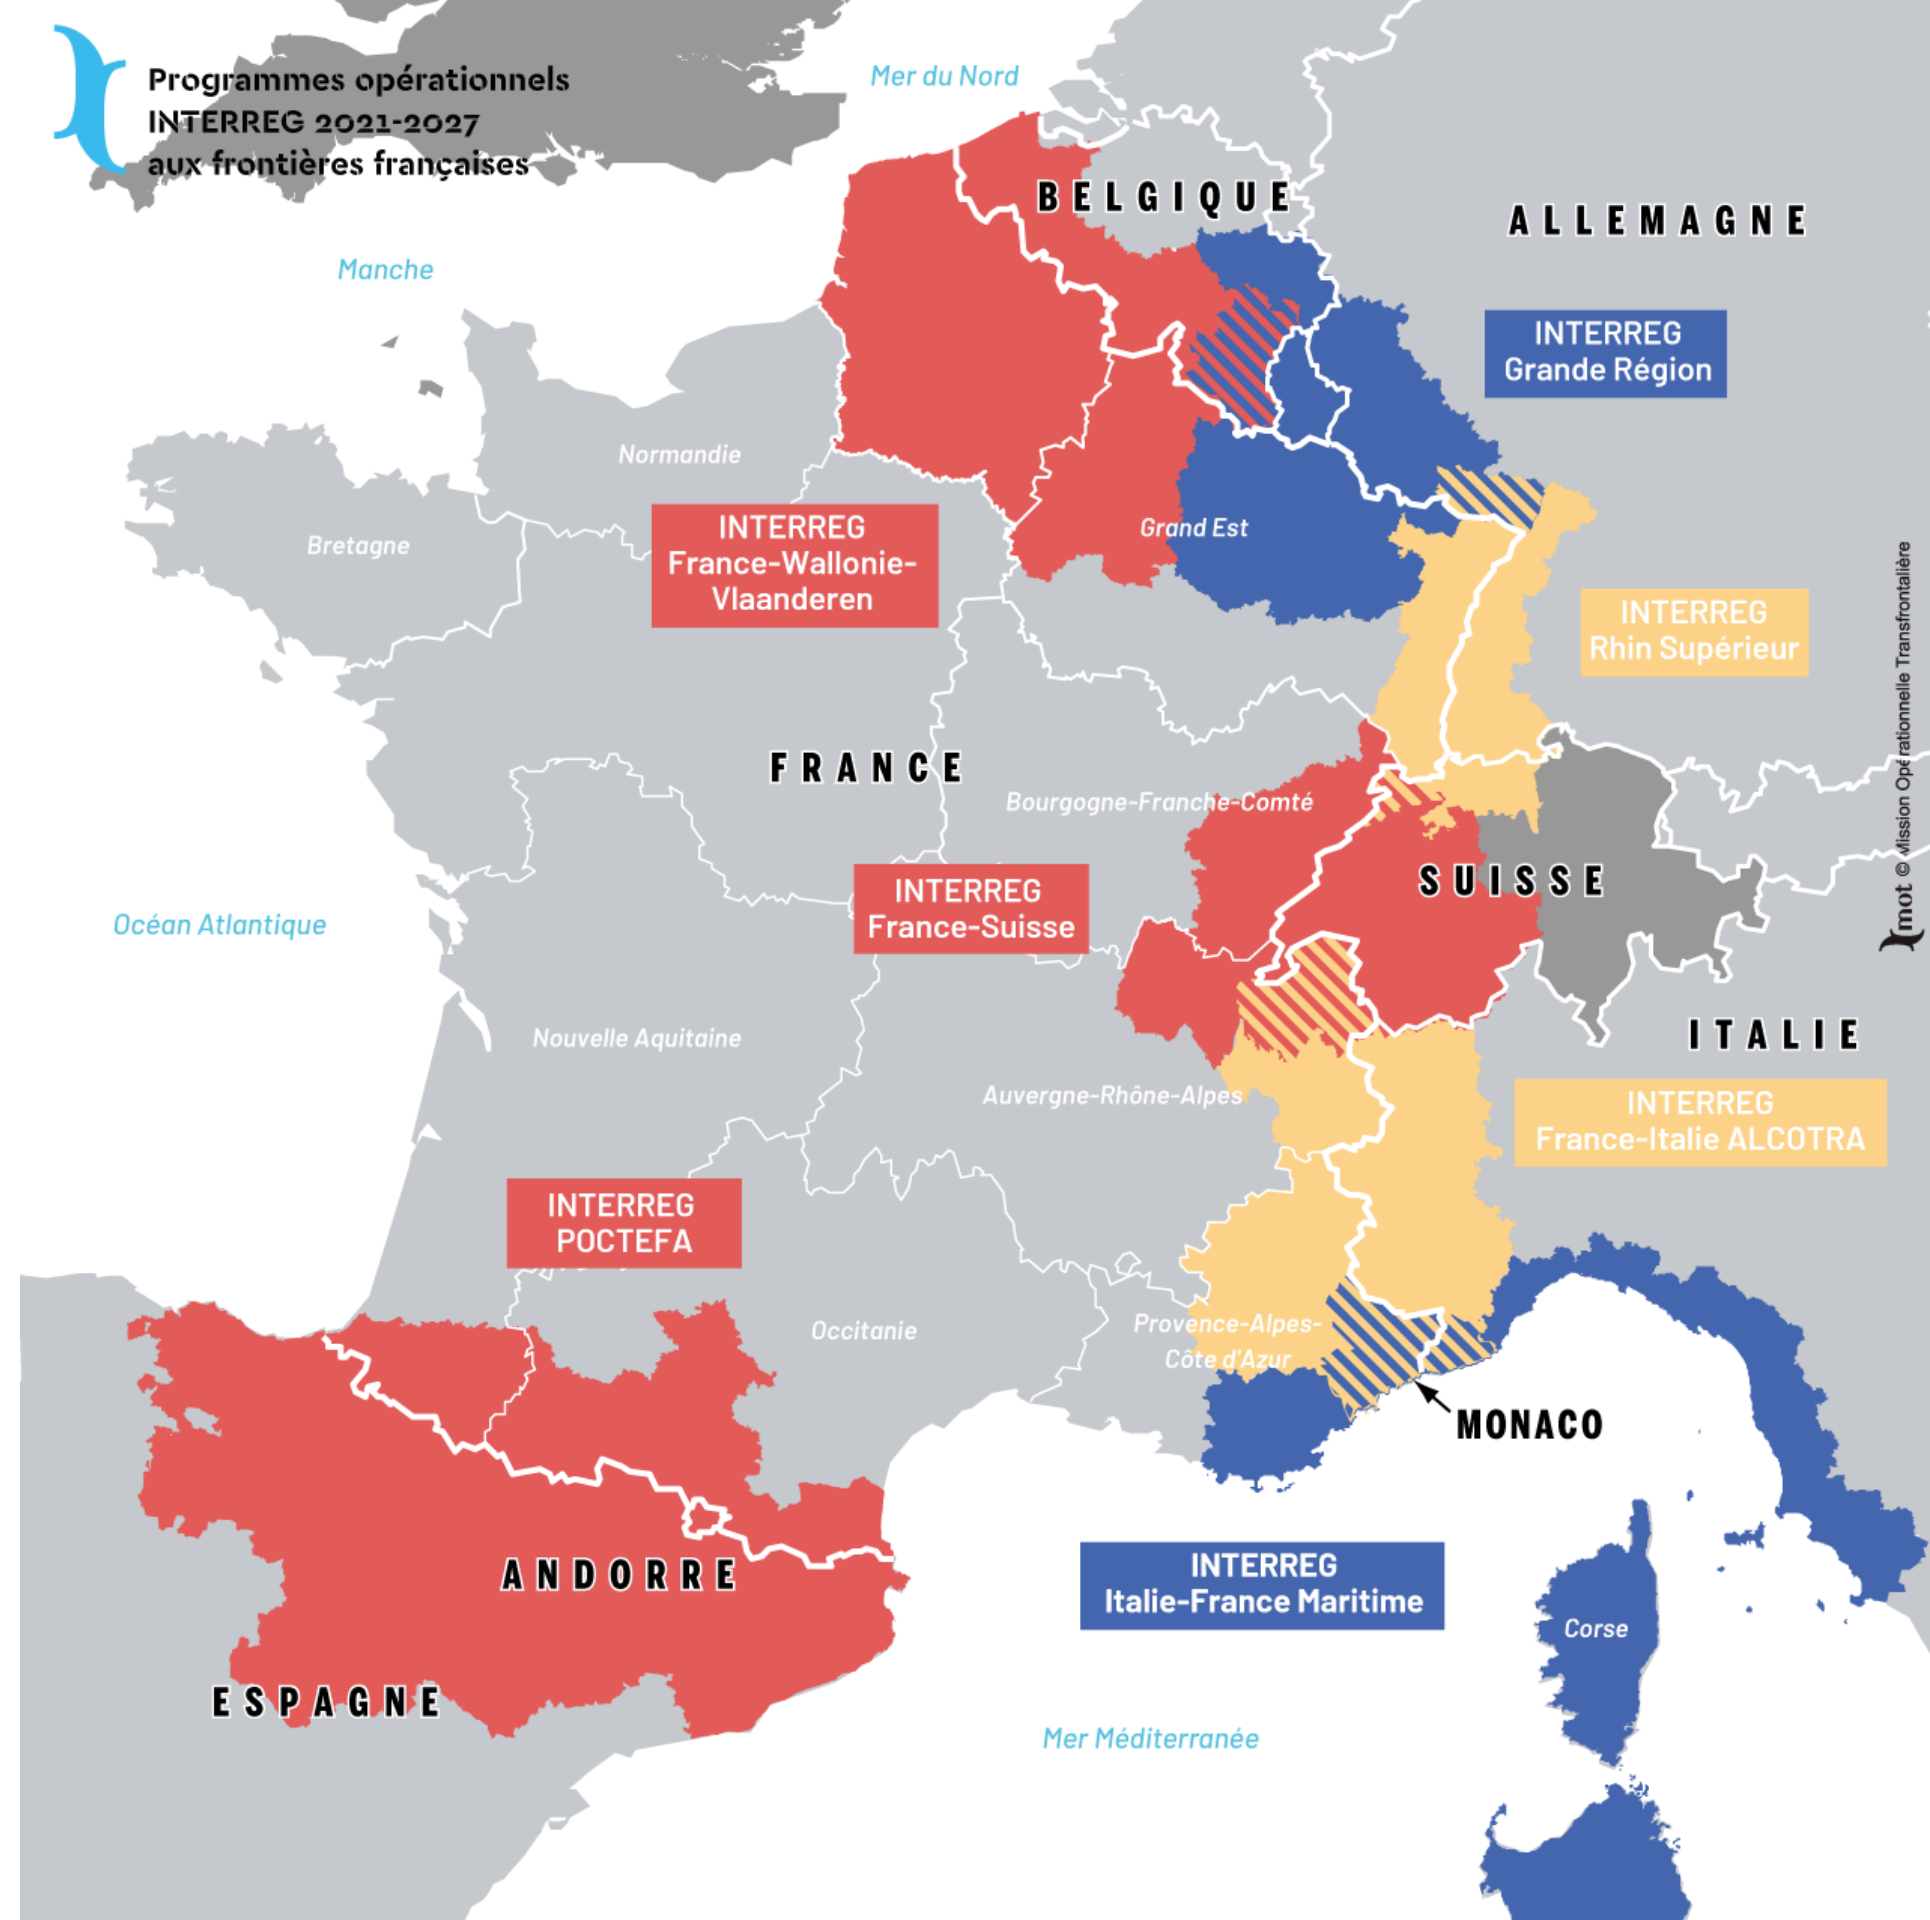 Programmes opérationnels
INTERREG 2021-2027
aux frontières françaises
Mer du Nord
BELGIQUE
ALLEMAGNE
Manche
INTERREG
Grande Région
Normandie
Bretagne
INTERREG
France-Wallonie-
Vlaanderen
Grand Est
INTERREG
Rhin Supérieur
FRANCE
Bourgogne-Franche-Comté
SUISSE
INTERREG
France-Suisse
Océan Atlantique
Nouvelle Aquitaine
ITALIE
Auvergne-Rhône-Alpes
INTERREG
France-Italie ALCOTRA
INTERREG
POCTEFA
Occitanie
Provence-Alpes-
Côte d'Azur
MONACO
ANDORRE
INTERREG
Italie-France Maritime
Corse
ESPAGNE
Mer Méditerranée
mot © Mission Opérationnelle Transfrontalière